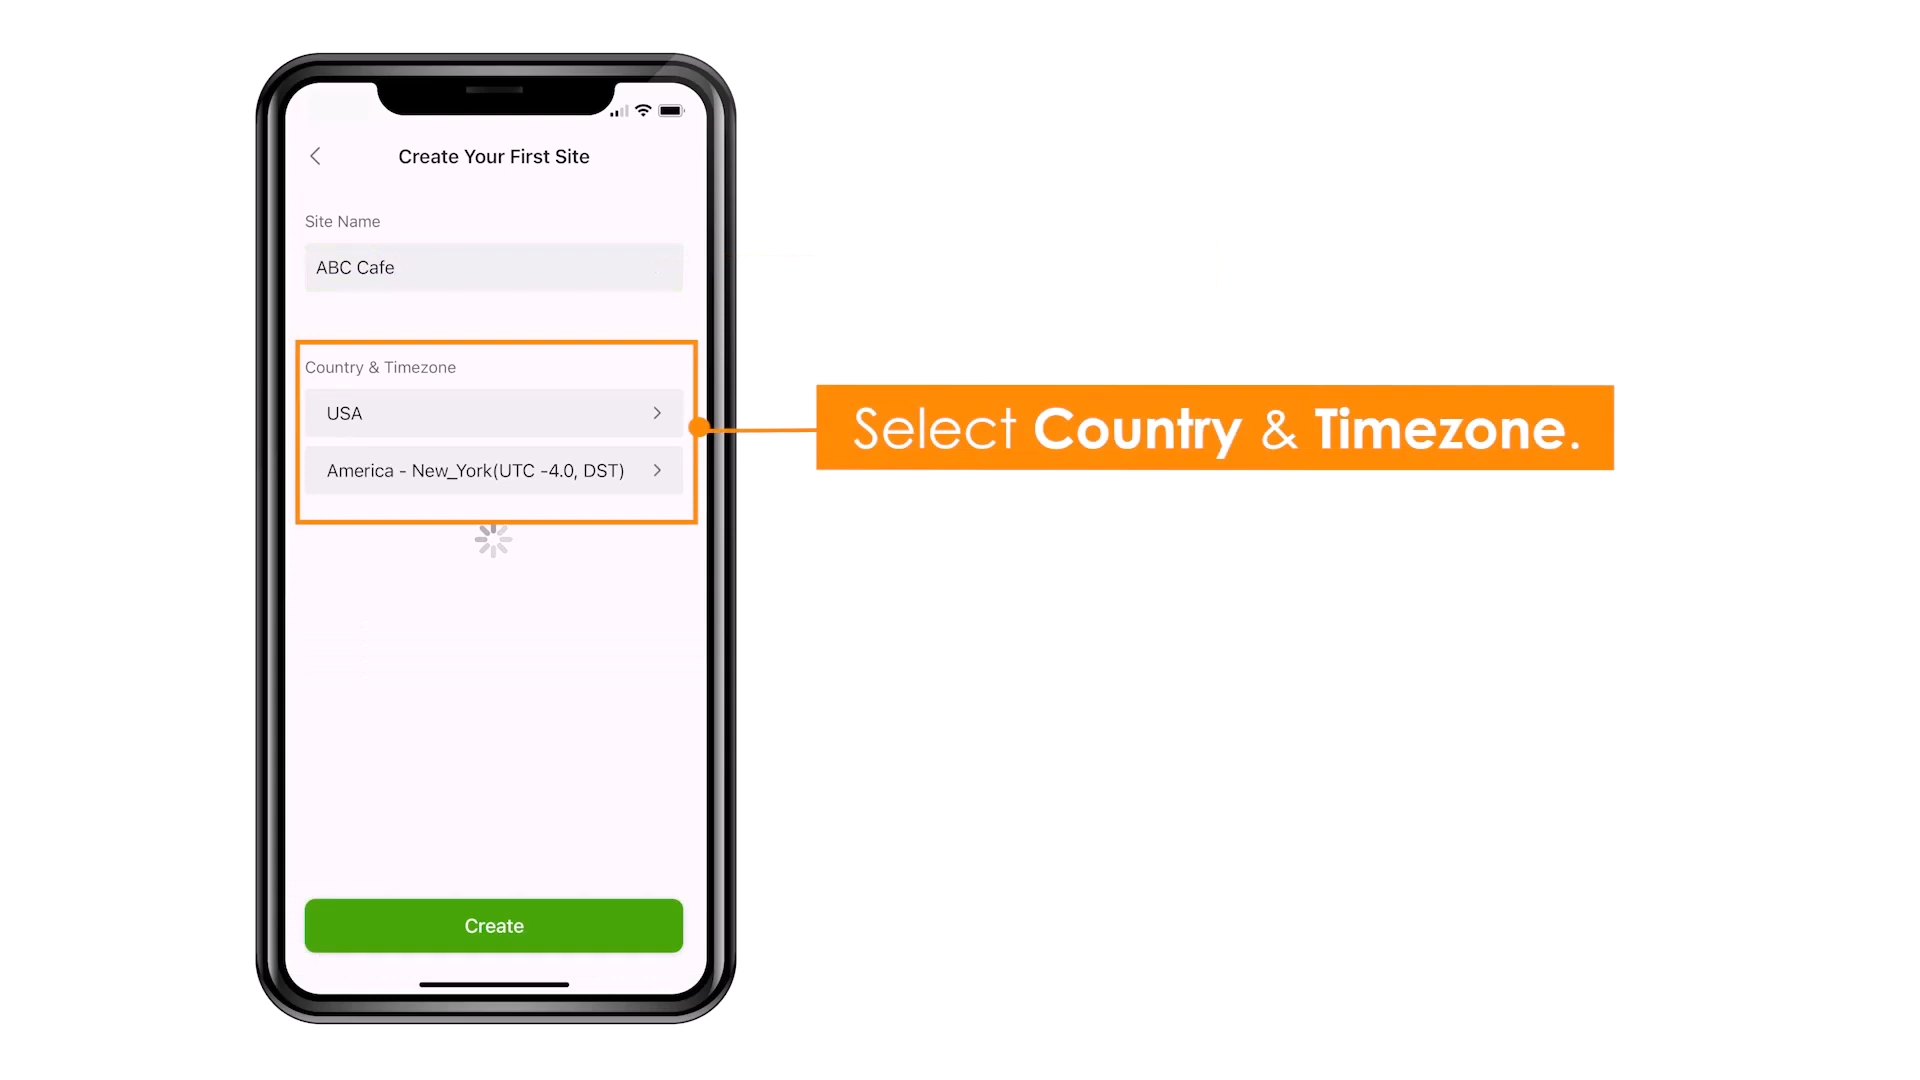 Create Your First Site
Site Name
ABC Cafe
Country & Timezone
USA
America - New_York(UTC -4.0, DST)
Select Country & Timezone.
Create